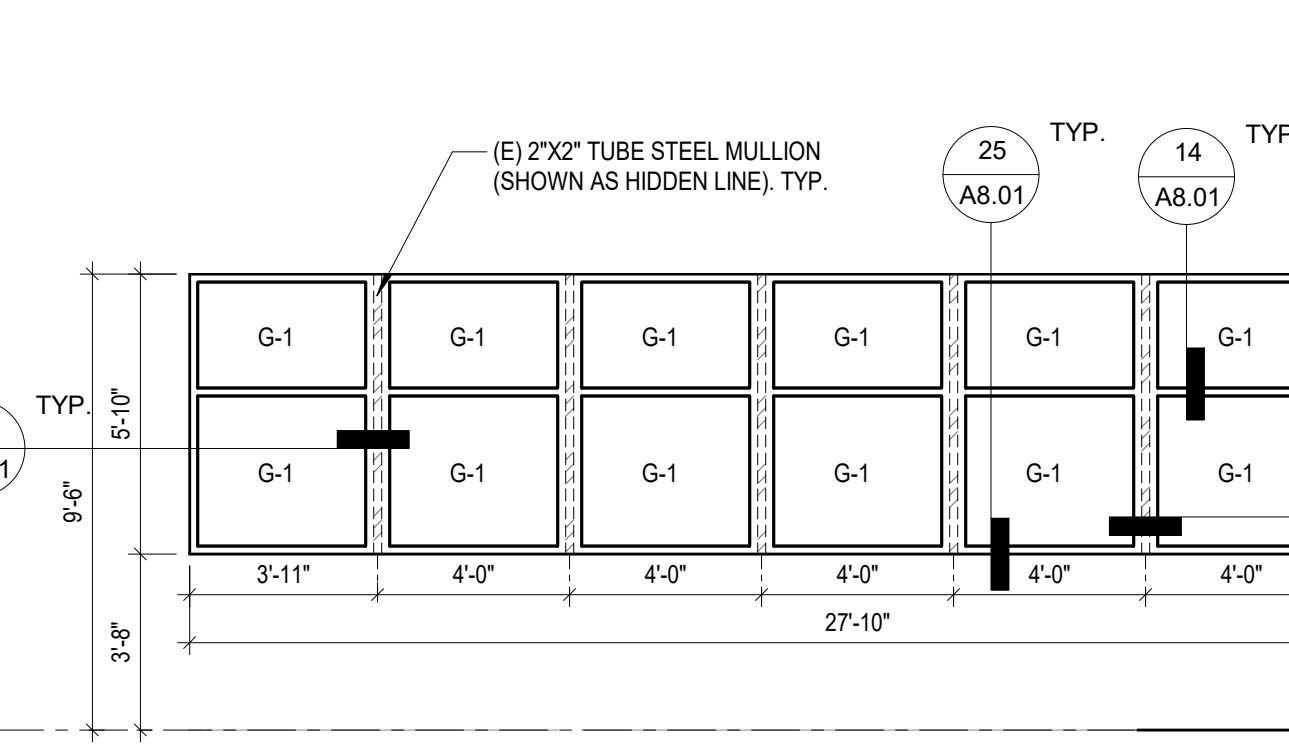 25
TYP.
14
TYP
A8.01
A8.01
(E) 2"X2" TUBE STEEL MULLION
(SHOWN AS HIDDEN LINE). TYP.
G-1 G-1 G-1 G-1 G-1 G-1
TYP.
1
5'-10"
9'-6"
G-1 G-1 G-1 G-1 G-1 G-1
3'-11" 4'-0" 4'-0" 4'-0" 4'-0" 4'-0"
27'-10"
3'-8"